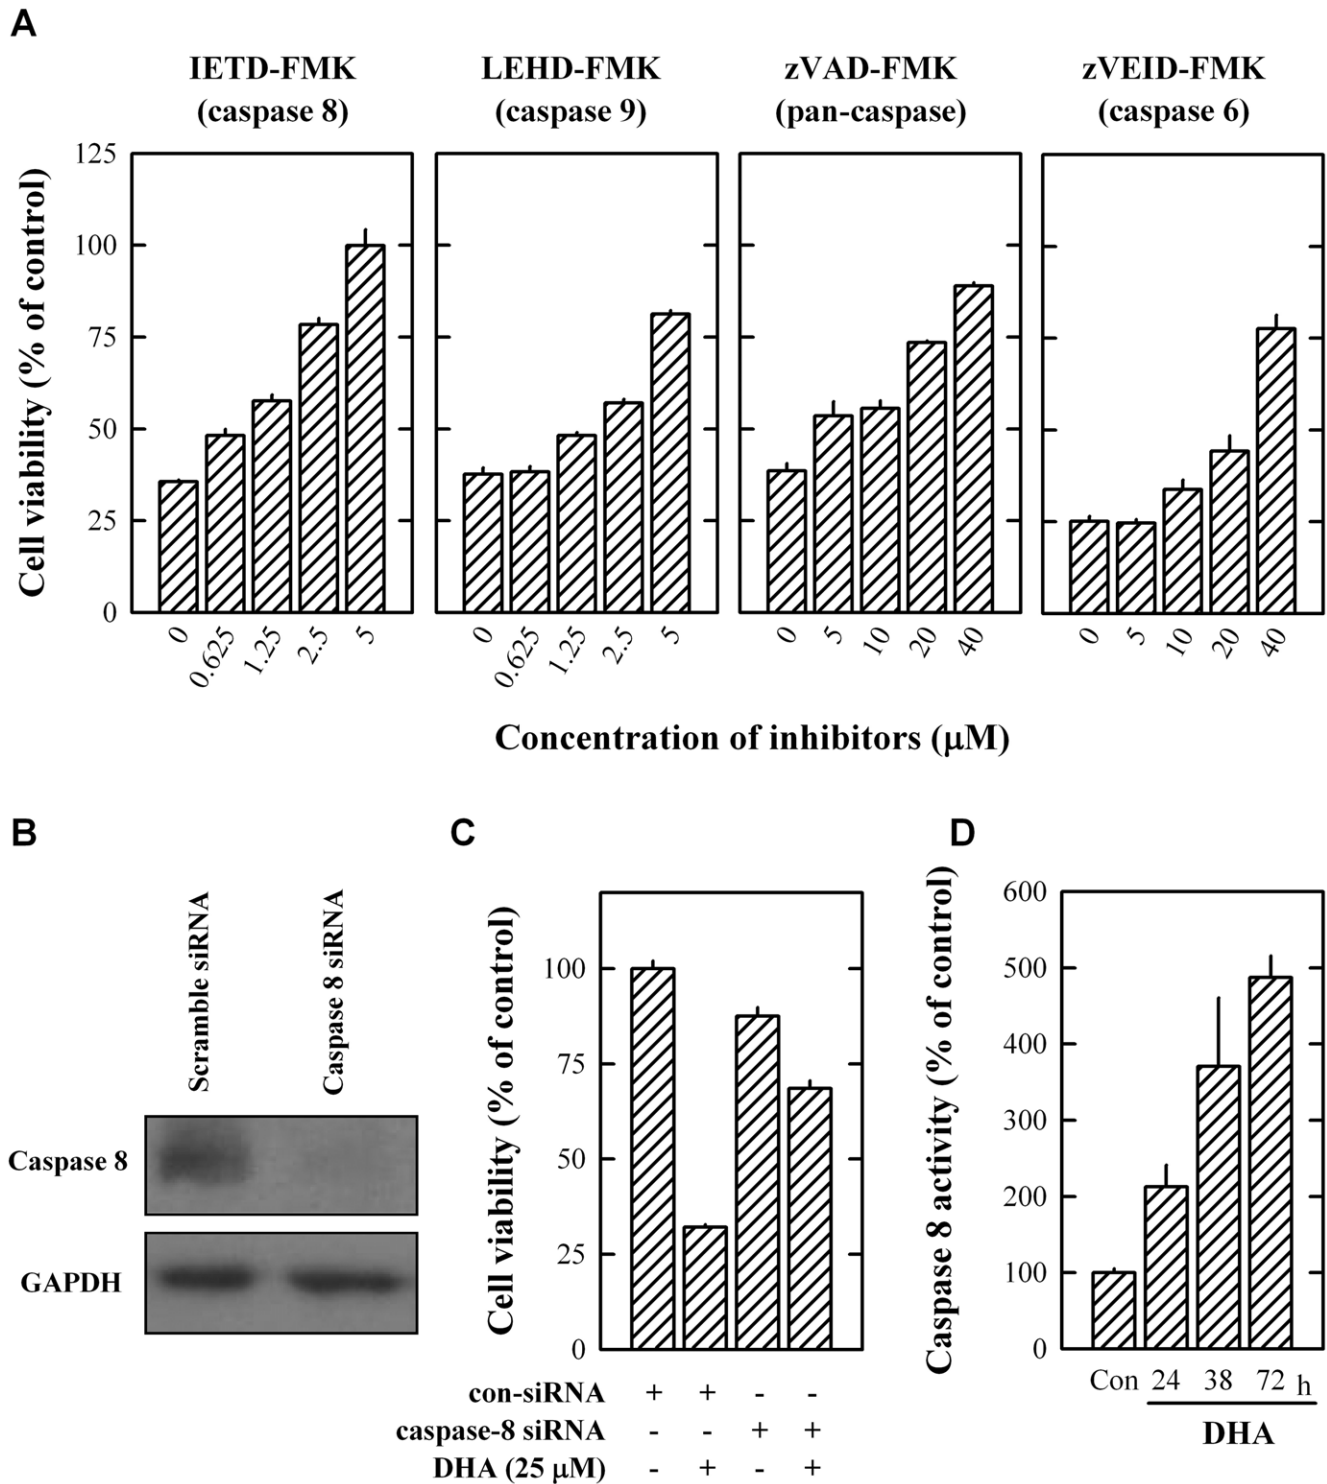 A
IETD-FMK
(caspase 8)
LEHD-FMK
(caspase 9)
zVAD-FMK
(pan-caspase)
zVEID-FMK
(caspase 6)
Cell viability (% of control)
125
100
75
50
25
0
0 0.625 1.25 2.5 5
0 0.625 1.25 2.5 5
0 5 10 20 40
0 5 10 20 40
Concentration of inhibitors (μM)
B
Scramble siRNA
Caspase 8 siRNA
Caspase 8
GAPDH
C
Cell viability (% of control)
100
75
50
25
0
con-siRNA + + - -
caspase-8 siRNA - - + +
DHA (25 μM) - + - +
D
Caspase 8 activity (% of control)
600
500
400
300
200
100
0
Con 24 38 72 h
DHA